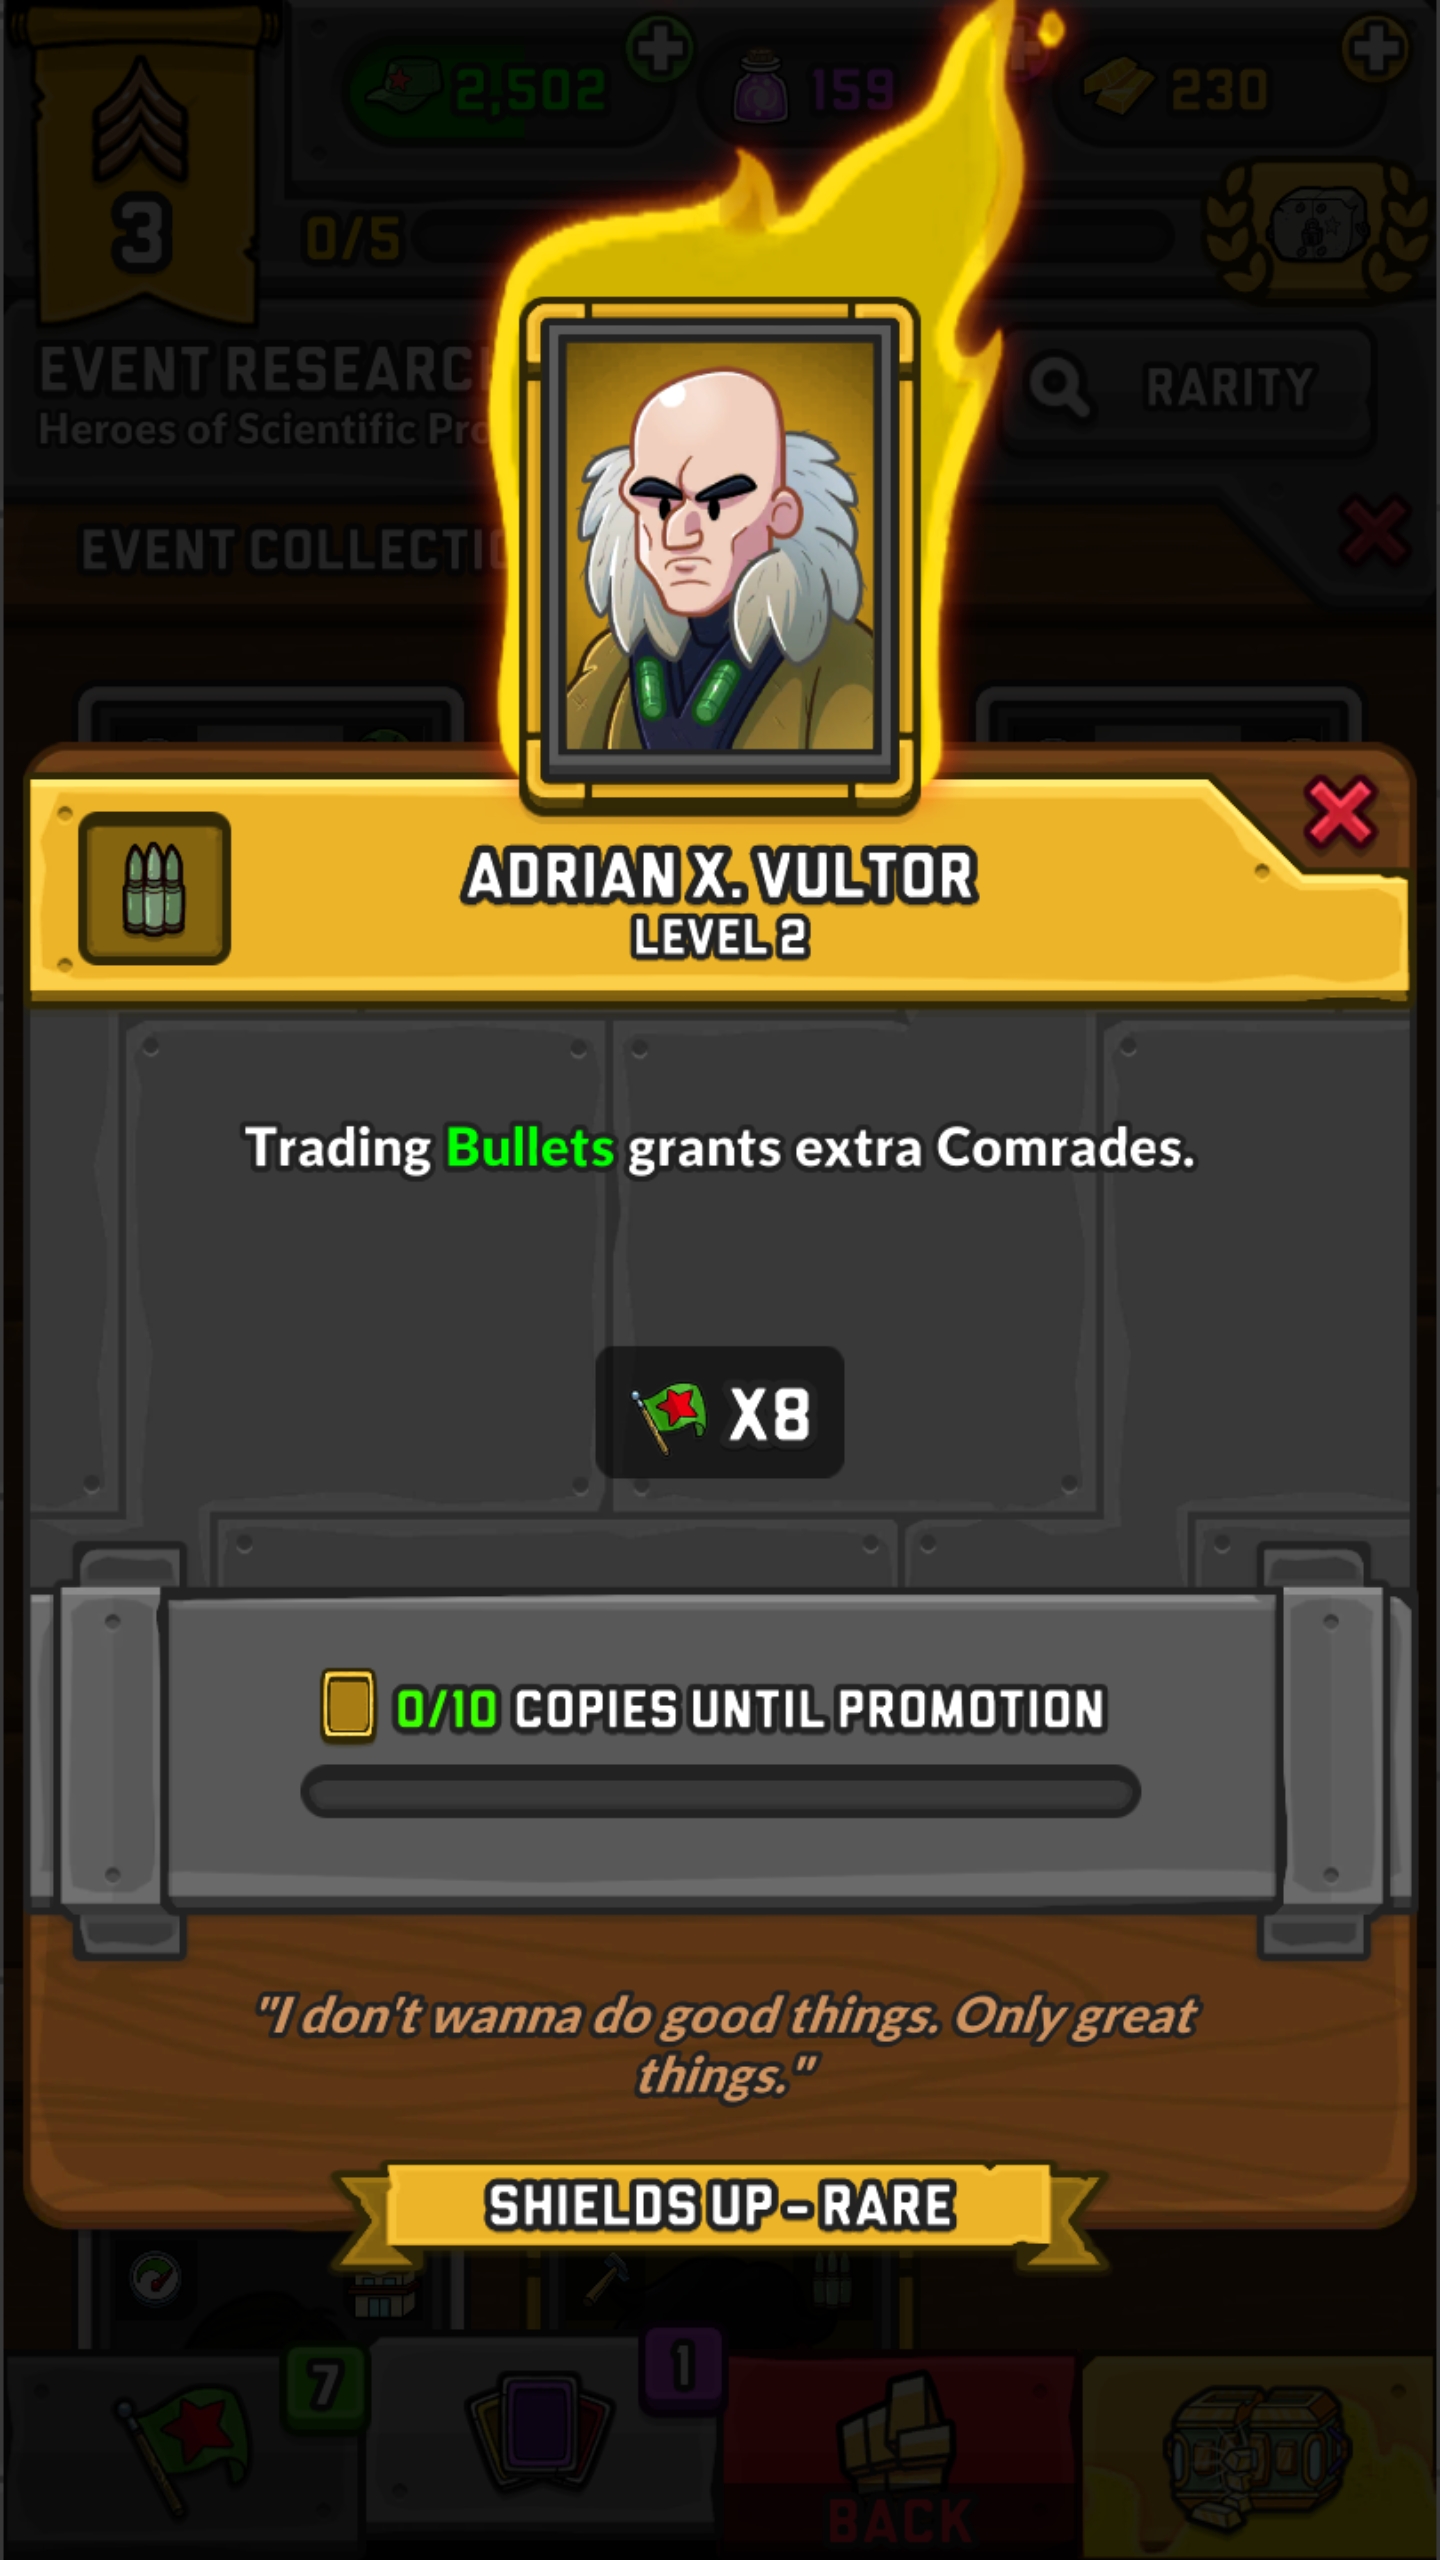 2,502
159
230
3
0/5
EVENT RESEARC
Heroes of Scientific Pro
RARITY
EVENT COLLECTIO
ADRIAN X. VULTOR
LEVEL 2
Trading Bullets grants extra Comrades.
X8
0/10 COPIES UNTIL PROMOTION
"I don't wanna do good things. Only great
things."
SHIELDS UP - RARE
7
1
BACK